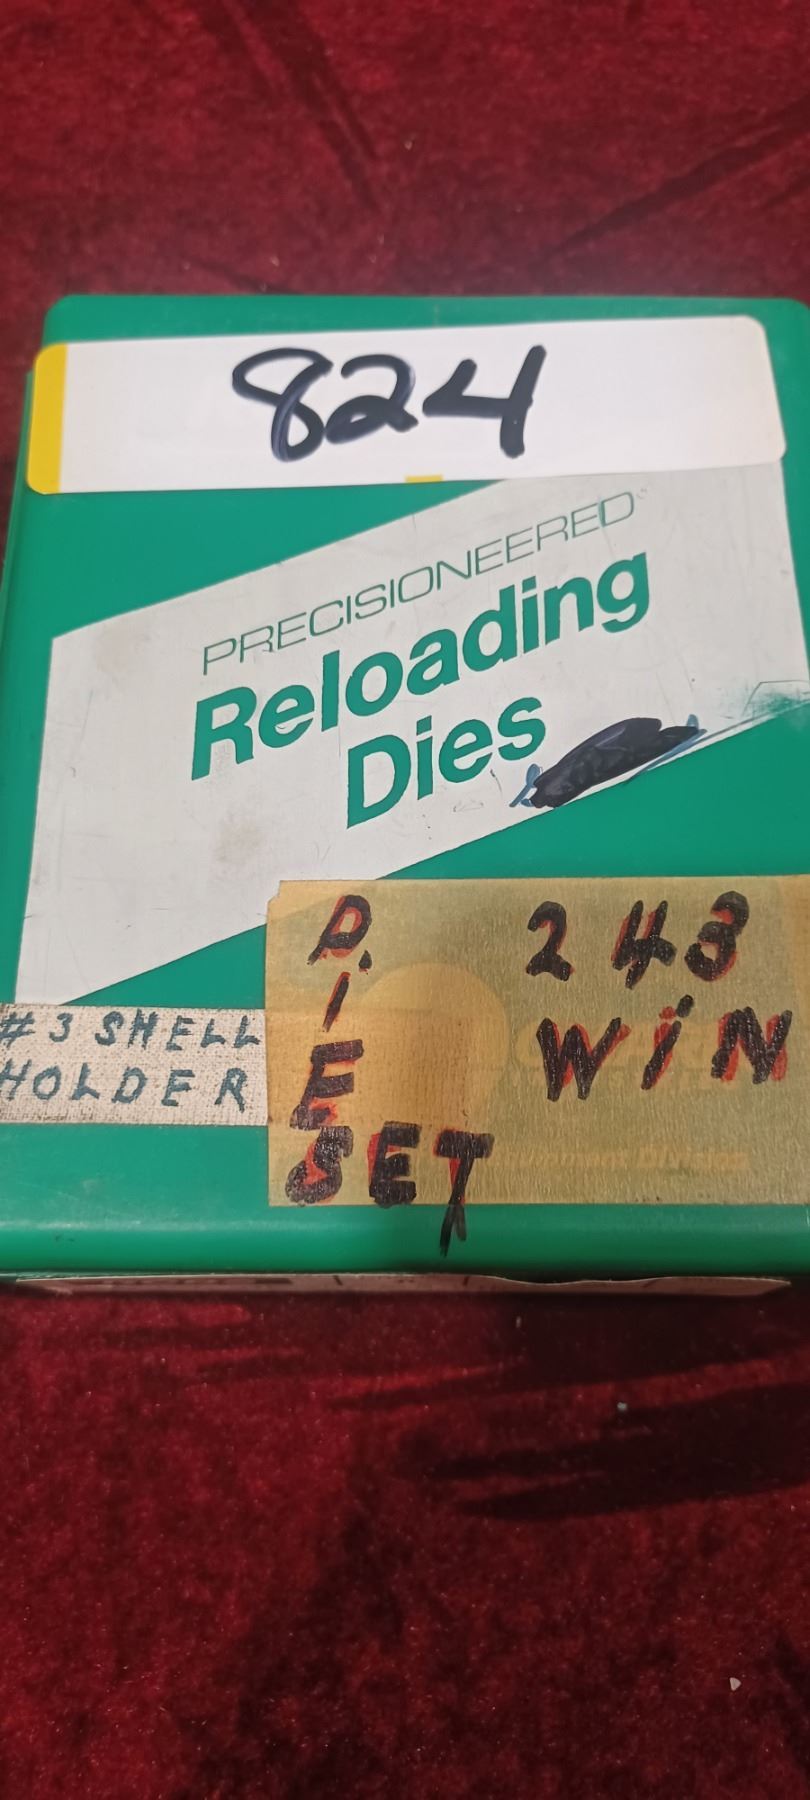 824
PRECISIONEERED®
Reloading
Dies
#3 SHELL
HOLDER
DIE
SET
243
WIN